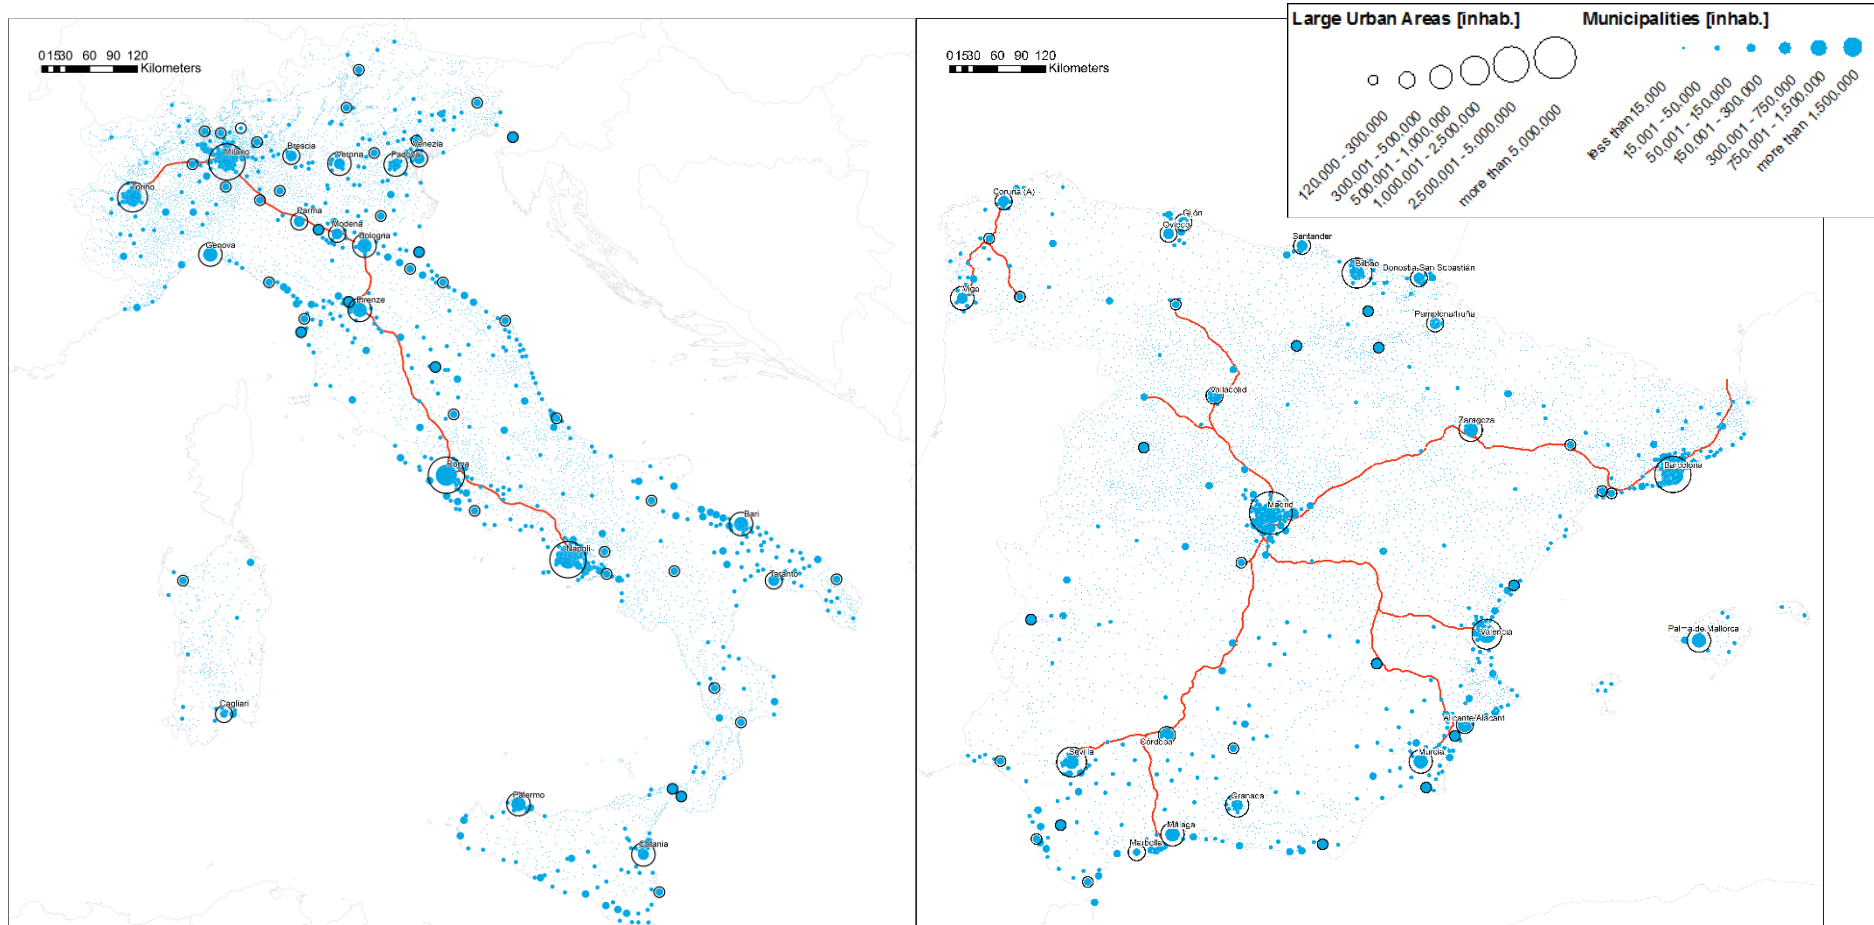 Large Urban Areas [inhab.]
Municipalities [inhab.]
120,000 - 300,000
300,001 - 500,000
500,001 - 1,000,000
1,000,001 - 2,500,000
2,500,001 - 5,000,000
more than 5,000,000
less than 15,000
15,001 - 50,000
50,001 - 150,000
150,001 - 300,000
300,001 - 750,000
750,001 - 1,500,000
more than 1,500,000
0 15 30 60 90 120
Kilometers
Milano
Brescia
Verona
Padova
Venezia
Torino
Parma
Modena
Bologna
Genova
Firenze
Roma
Napoli
Bari
Taranto
Cagliari
Palermo
Catania
0 15 30 60 90 120
Kilometers
Coruña (A)
Gijón
Oviedo
Santander
Bilbao
Donostia-San Sebastián
Vigo
Pamplona/Iruña
Valladolid
Zaragoza
Barcelona
Madrid
Valencia
Palma de Mallorca
Alicante/Alacant
Córdoba
Sevilla
Murcia
Granada
Málaga
Marbella